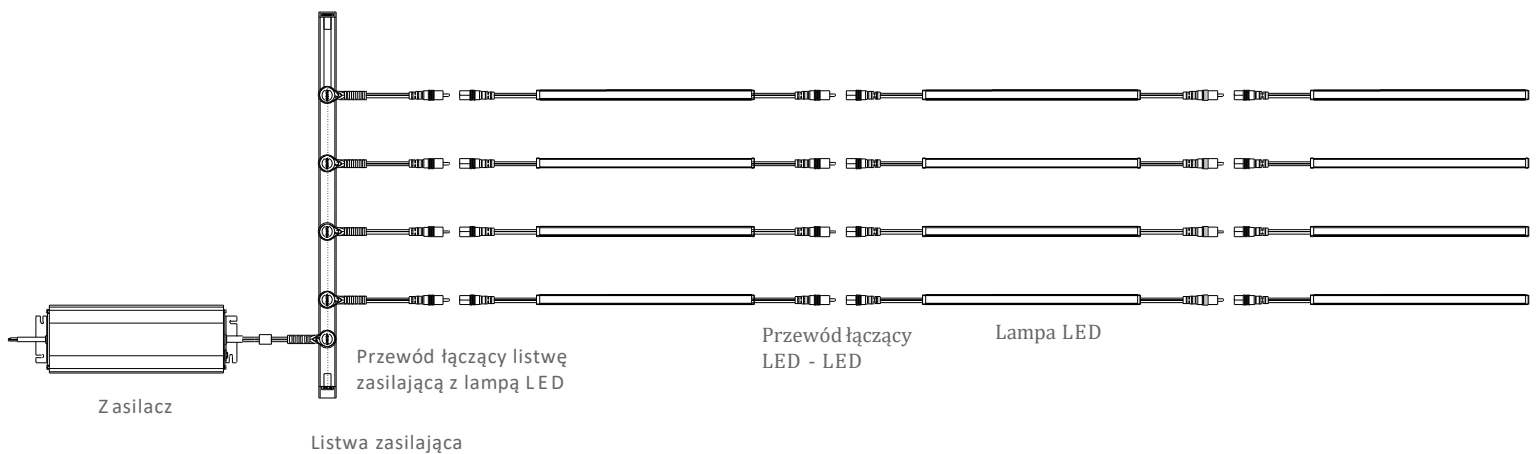 Zasilacz
Przewód łączący listwę
zasilającą z lampą LED
Listwa zasilająca
Przewód łączący
LED - LED
Lampa LED